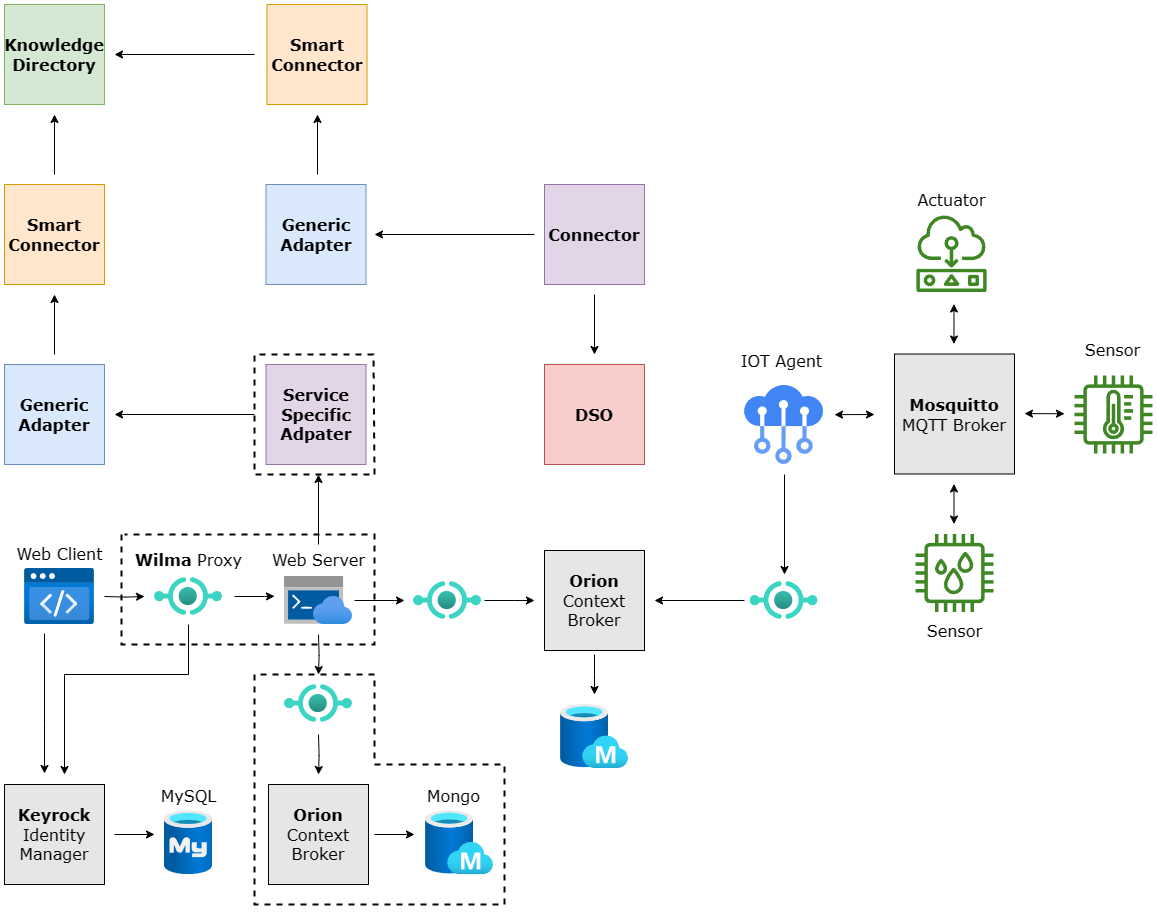 Knowledge
Directory
Smart
Connector
Smart
Connector
Generic
Adapter
Connector
Actuator
Generic
Adapter
Service
Specific
Adpater
DSO
IOT Agent
Mosquitto
MQTT Broker
Sensor
Sensor
Web Client
Wilma Proxy
Web Server
Orion
Context
Broker
M
Keyrock
Identity
Manager
MySQL
My
Orion
Context
Broker
Mongo
M